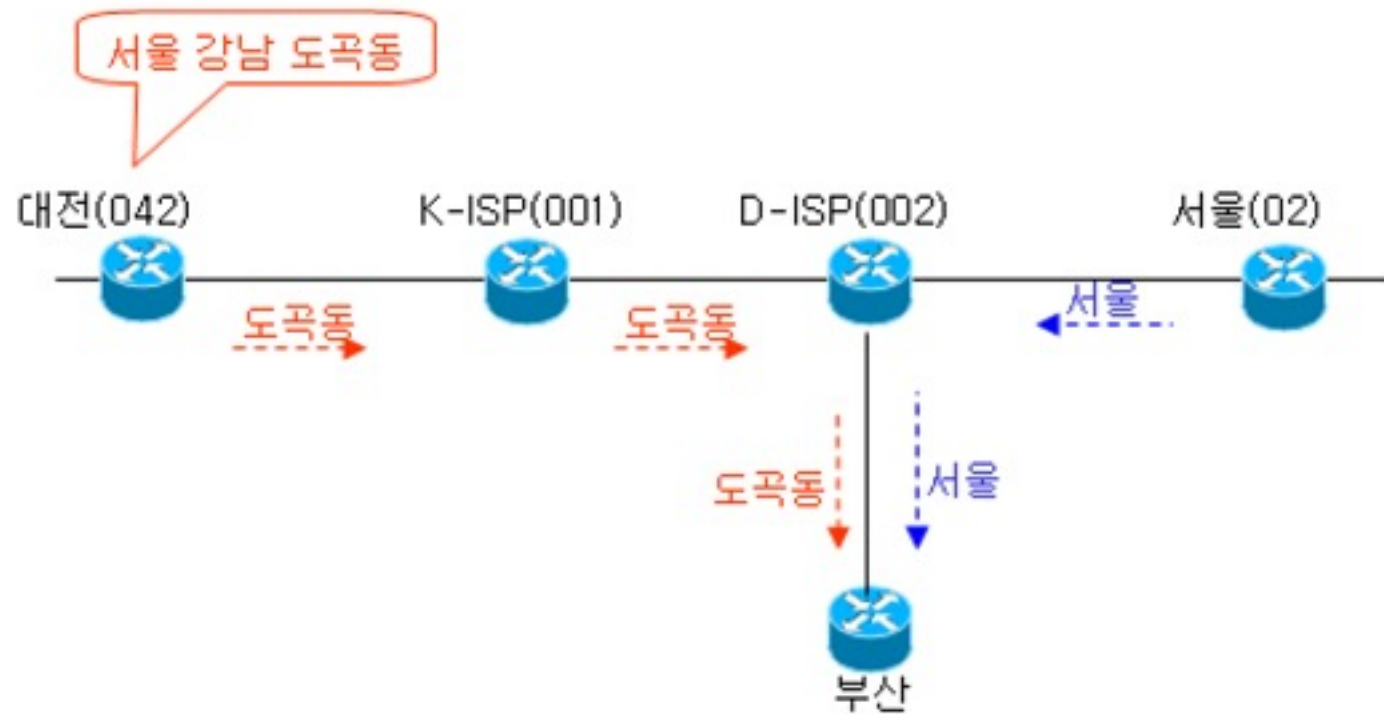 서울 강남 도곡동
대전(042)
K-ISP(001)
D-ISP(002)
서울(02)
도곡동
도곡동
서울
도곡동
서울
부산